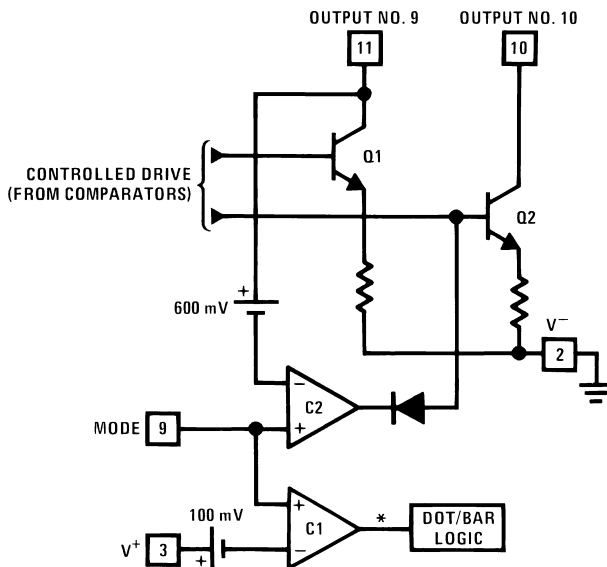 OUTPUT NO. 9
OUTPUT NO. 10
11
10
Q1
CONTROLLED DRIVE
(FROM COMPARATORS)
Q2
+
600 mV
V−
2
−
C2
+
MODE 9
+
100 mV
C1
*
DOT/BAR
LOGIC
V+ 3
+
−